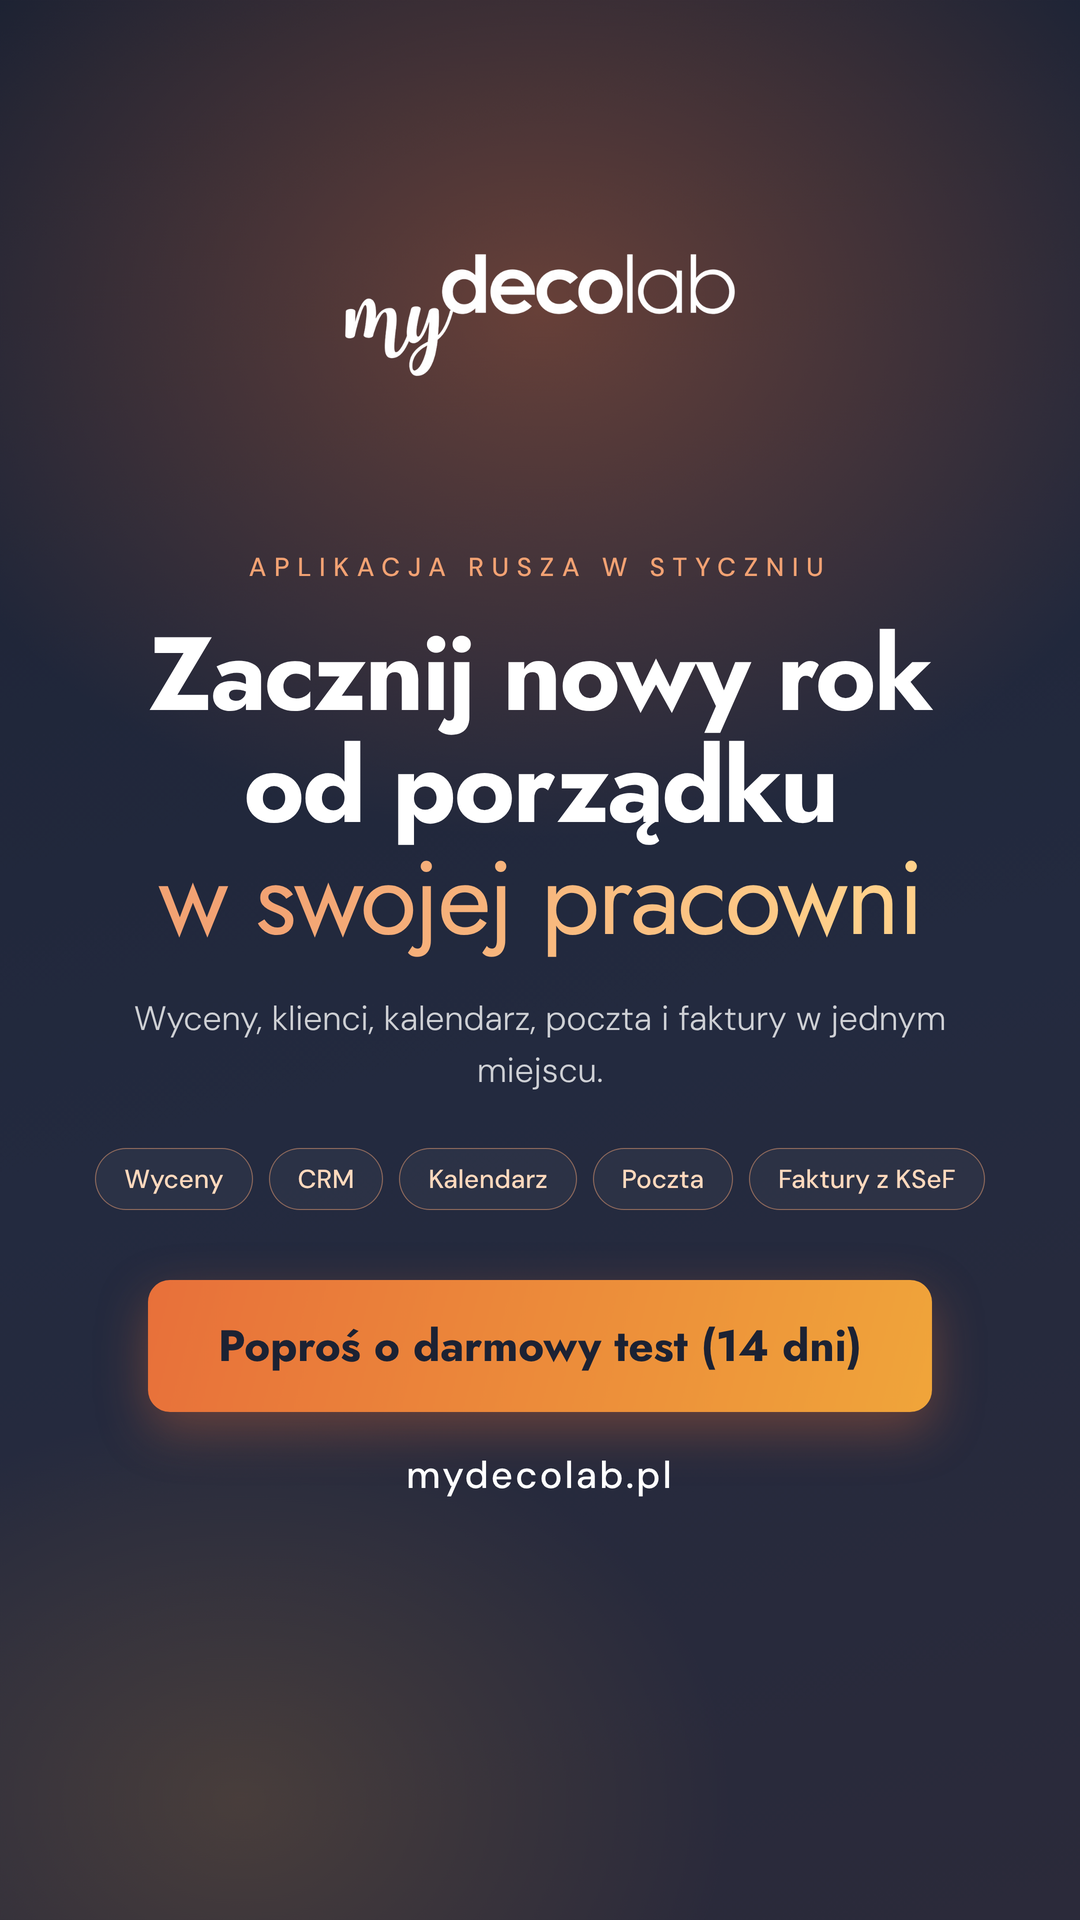 mydecolab
APLIKACJA RUSZA W STYCZNIU
Zacznij nowy rok
od porządku
w swojej pracowni
Wyceny, klienci, kalendarz, poczta i faktury w jednym
miejscu.
Wyceny CRM Kalendarz Poczta Faktury z KSeF
Poproś o darmowy test (14 dni)
mydecolab.pl